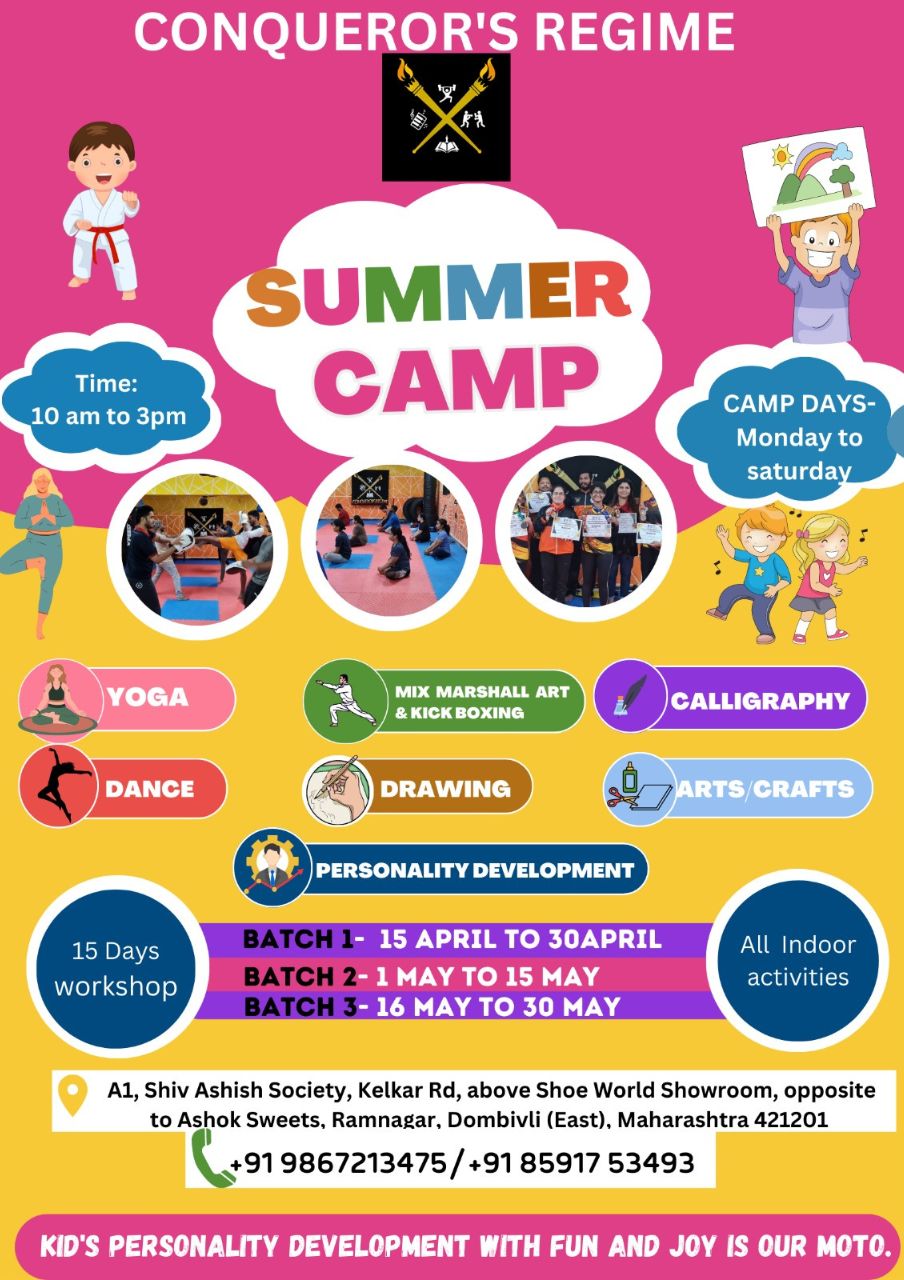 CONQUEROR'S REGIME
SUMMER
CAMP
Time:
10 am to 3pm
CAMP DAYS-
Monday to
saturday
YOGA
MIX MARSHALL ART
& KICK BOXING
CALLIGRAPHY
DANCE
DRAWING
ARTS/CRAFTS
PERSONALITY DEVELOPMENT
15 Days
workshop
BATCH 1- 15 APRIL TO 30APRIL
BATCH 2- 1 MAY TO 15 MAY
BATCH 3- 16 MAY TO 30 MAY
All Indoor
activities
A1, Shiv Ashish Society, Kelkar Rd, above Shoe World Showroom, opposite
to Ashok Sweets, Ramnagar, Dombivli (East), Maharashtra 421201
+91 9867213475/+91 85917 53493
KID'S PERSONALITY DEVELOPMENT WITH FUN AND JOY IS OUR MOTO.